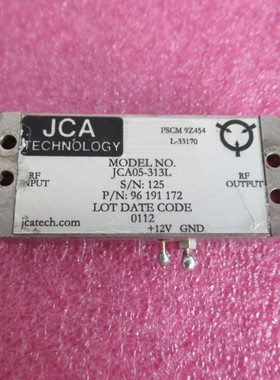 JCA
TECHNOLOGY
PSCM 9Z454
L-33170
MODEL NO.
JCA05-313L
S/N: 125
P/N: 96 191 172
LOT DATE CODE
0112
RF
INPUT
RF
OUTPUT
jcatech.com
+12V GND